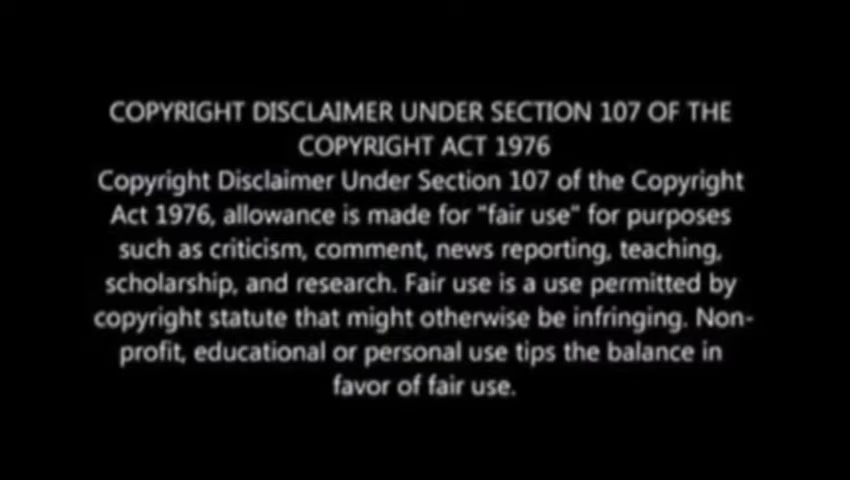 COPYRIGHT DISCLAIMER UNDER SECTION 107 OF THE
COPYRIGHT ACT 1976
Copyright Disclaimer Under Section 107 of the Copyright
Act 1976, allowance is made for "fair use" for purposes
such as criticism, comment, news reporting, teaching,
scholarship, and research. Fair use is a use permitted by
copyright statute that might otherwise be infringing. Non-
profit, educational or personal use tips the balance in
favor of fair use.